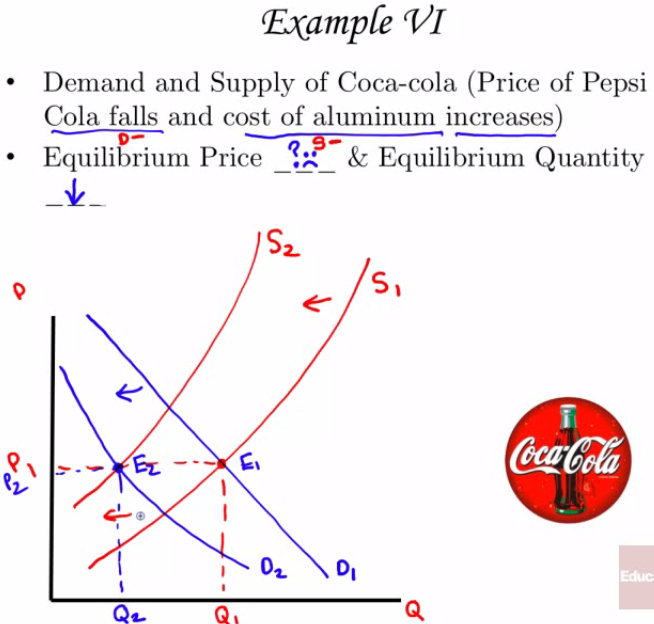 Example VI
• Demand and Supply of Coca-cola (Price of Pepsi
Cola falls and cost of aluminum increases)
D- S-
• Equilibrium Price _?_ _ & Equilibrium Quantity
_↓_
S2
S1
P
P1
P2
E2
E1
D2
D1
Q2
Q1
Q
Coca-Cola
Educ